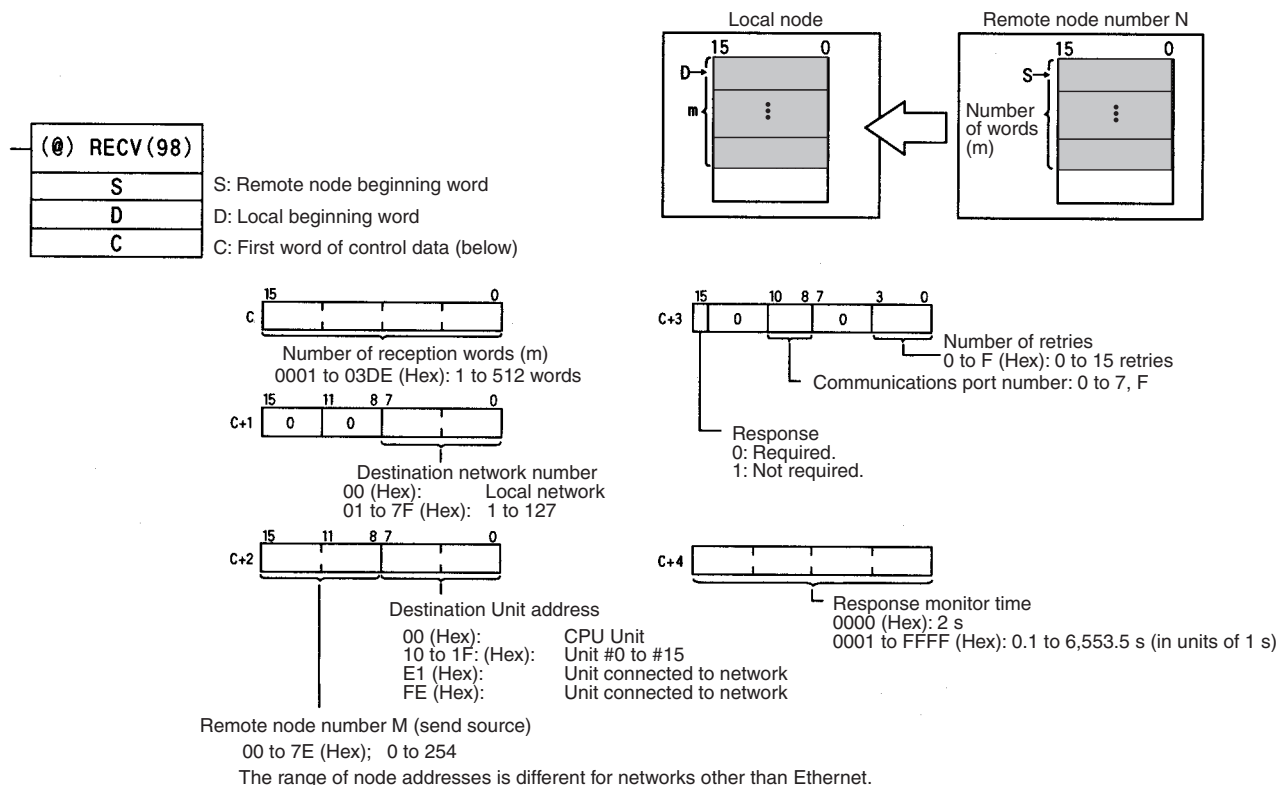 Local node
Remote node number N
15 0
D
m
15 0
S
Number
of words
(m)
(@) RECV(98)
S
S: Remote node beginning word
D
D: Local beginning word
C
C: First word of control data (below)
15 0
C
Number of reception words (m)
0001 to 03DE (Hex): 1 to 512 words
15 11 8 7 0
C+1 0 0
Destination network number
00 (Hex): Local network
01 to 7F (Hex): 1 to 127
15 11 8 7 0
C+2
Destination Unit address
00 (Hex): CPU Unit
10 to 1F: (Hex): Unit #0 to #15
E1 (Hex): Unit connected to network
FE (Hex): Unit connected to network
Remote node number M (send source)
00 to 7E (Hex); 0 to 254
The range of node addresses is different for networks other than Ethernet.
15 10 8 7 3 0
C+3 0 0
Number of retries
0 to F (Hex): 0 to 15 retries
Communications port number: 0 to 7, F
Response
0: Required.
1: Not required.
C+4
Response monitor time
0000 (Hex): 2 s
0001 to FFFF (Hex): 0.1 to 6,553.5 s (in units of 1 s)